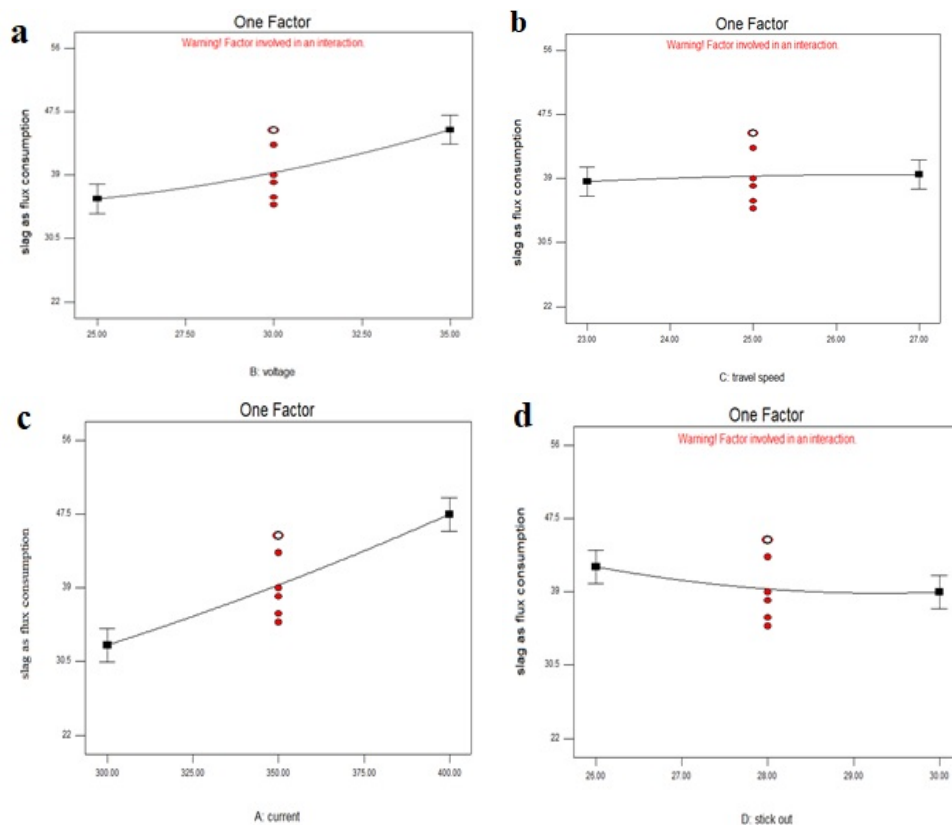 a
One Factor
Warning! Factor involved in an interaction.
56
47.5
39
30.5
22
slag as flux consumption
25.00 27.50 30.00 32.50 35.00
B: voltage
b
One Factor
Warning! Factor involved in an interaction.
56
47.5
39
30.5
22
slag as flux consumption
23.00 24.00 25.00 26.00 27.00
C: travel speed
c
One Factor
56
47.5
39
30.5
22
slag as flux consumption
300.00 325.00 350.00 375.00 400.00
A: current
d
One Factor
Warning! Factor involved in an interaction.
56
47.5
39
30.5
22
slag as flux consumption
26.00 27.00 28.00 29.00 30.00
D: stick out